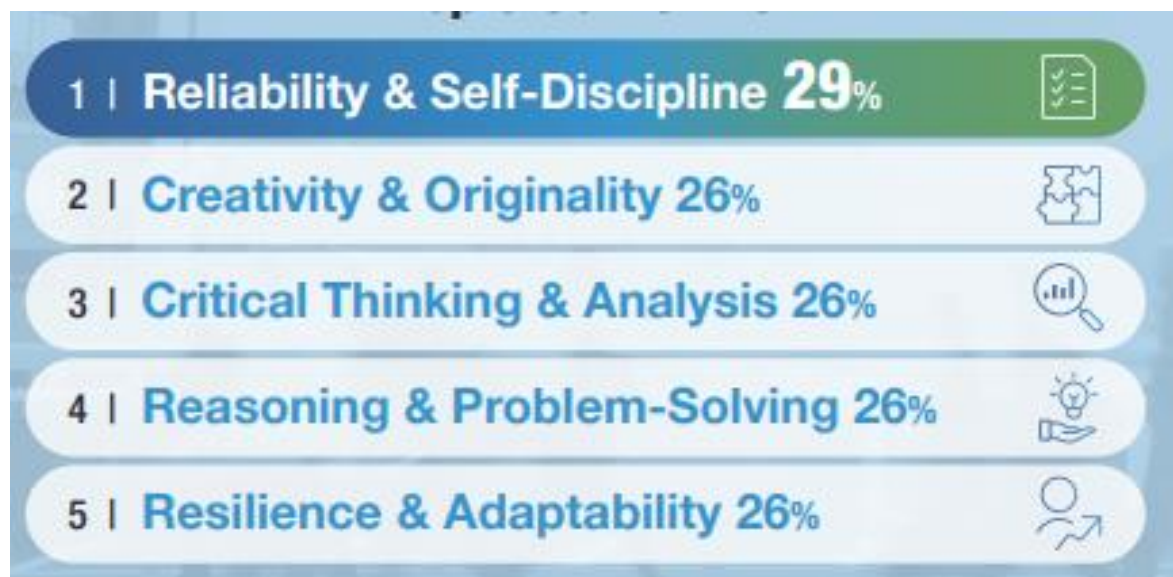 1 | Reliability & Self-Discipline 29%
2 | Creativity & Originality 26%
3 | Critical Thinking & Analysis 26%
4 | Reasoning & Problem-Solving 26%
5 | Resilience & Adaptability 26%